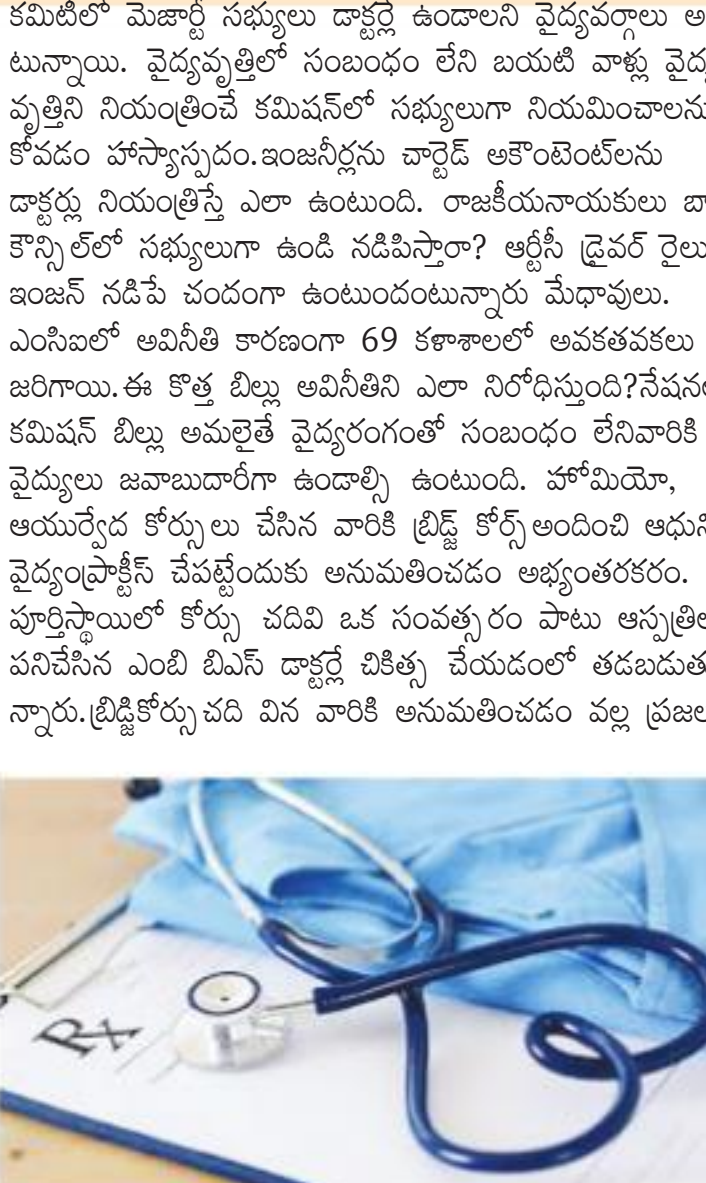 కమిటిలో మెజార్టీ సభ్యులు డాక్టర్లే ఉండాలని వైద్యవర్గాలు అ
టున్నాయి. వైద్యవృత్తిలో సంబంధం లేని బయటి వాళ్లు వైద్య
వృత్తిని నియంత్రించే కమిషన్‌లో సభ్యులుగా నియమించాలను
కోవడం హాస్యాస్పదం.ఇంజనీర్లను చార్టెడ్ అకౌంటెంట్‌లను
డాక్టర్లు నియంత్రిస్తే ఎలా ఉంటుంది. రాజకీయనాయకులు బా
కౌన్సిల్‌లో సభ్యులుగా ఉండి నడిపిస్తారా? ఆర్టీసీ డ్రైవర్ రైలు
ఇంజన్ నడిపే చందంగా ఉంటుందంటున్నారు మేధావులు.
ఎంసిఐలో అవినీతి కారణంగా 69 కళాశాలలో అవకతవకలు
జరిగాయి.ఈ కొత్త బిల్లు అవినీతిని ఎలా నిరోధిస్తుంది?నేషనల
కమిషన్ బిల్లు అమలైతే వైద్యరంగంతో సంబంధం లేనివారికి
వైద్యులు జవాబుదారీగా ఉండాల్సి ఉంటుంది. హోమియో,
ఆయుర్వేద కోర్సులు చేసిన వారికి బ్రిడ్జ్ కోర్స్‌అందించి ఆధుని
వైద్యంప్రాక్టీస్ చేపట్టేందుకు అనుమతించడం అభ్యంతరకరం.
పూర్తిస్థాయిలో కోర్సు చదివి ఒక సంవత్సరం పాటు ఆస్పత్రిల
పనిచేసిన ఎంబి బిఎస్ డాక్టర్లే చికిత్స చేయడంలో తడబడుతు
న్నారు.బ్రిడ్జికోర్సుచది విన వారికి అనుమతించడం వల్ల ప్రజల
Rx